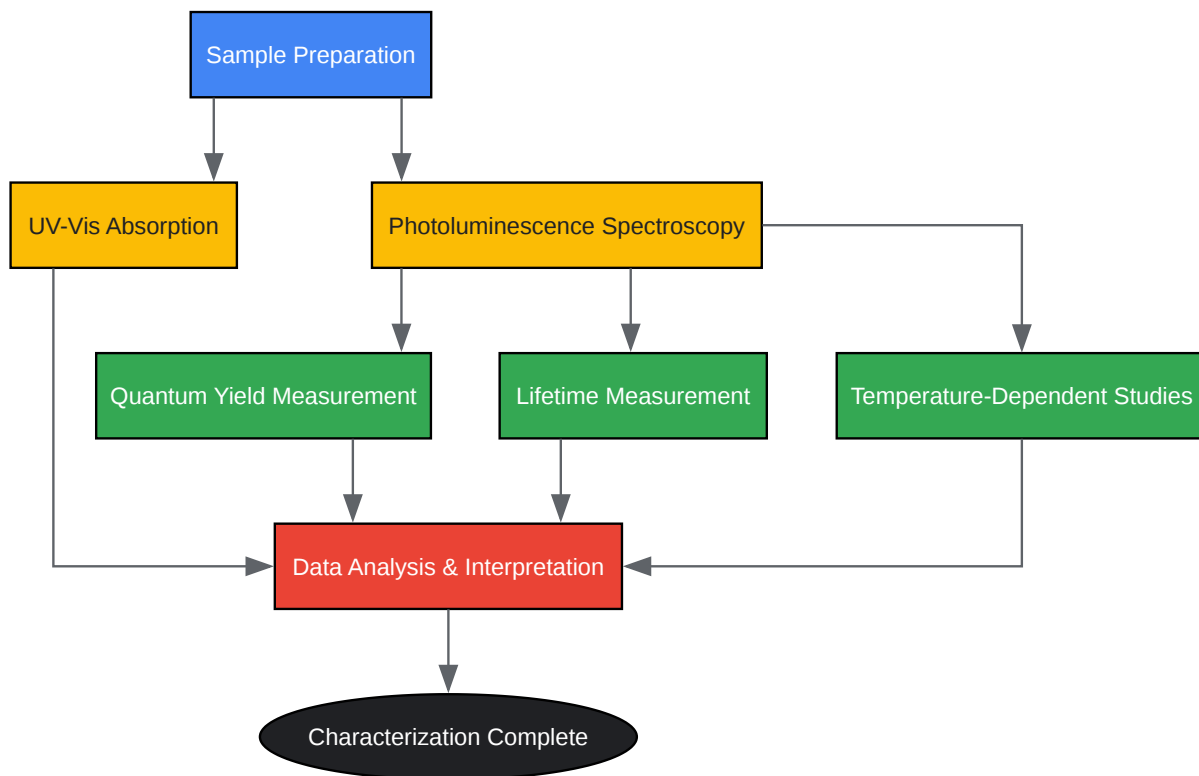 Sample Preparation
UV-Vis Absorption
Photoluminescence Spectroscopy
Quantum Yield Measurement
Lifetime Measurement
Temperature-Dependent Studies
Data Analysis & Interpretation
Characterization Complete